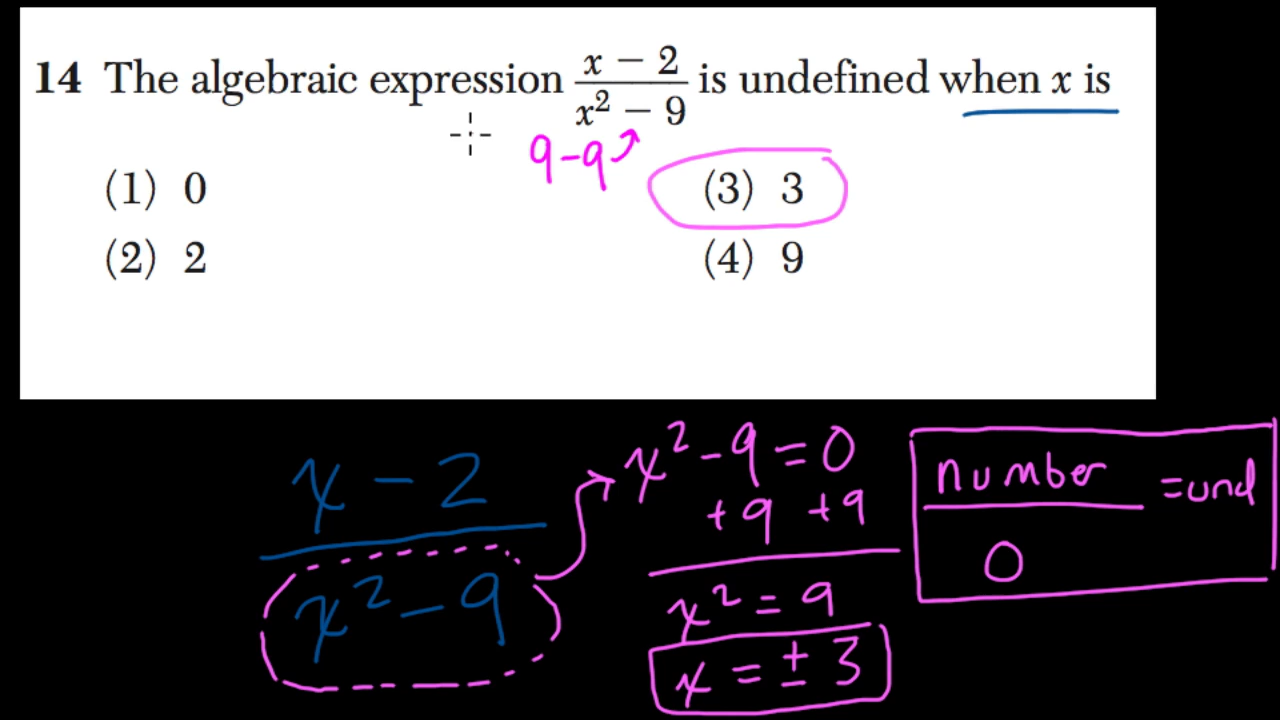 14 The algebraic expression (x − 2)/(x² − 9) is undefined when x is
9-9
(1) 0
(3) 3
(2) 2
(4) 9
x - 2
x² - 9
x² - 9 = 0
+9 +9
x² = 9
x = ± 3
number = und
0